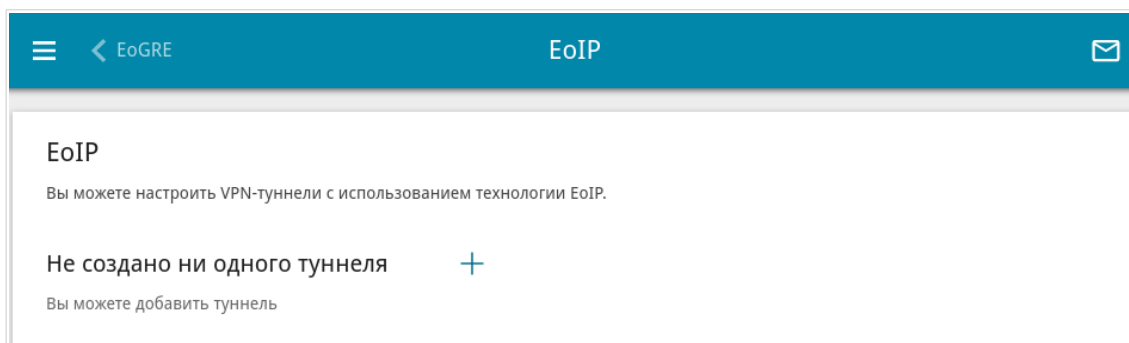 EoGRE
EoIP
EoIP
Вы можете настроить VPN-туннели с использованием технологии EoIP.
Не создано ни одного туннеля
Вы можете добавить туннель